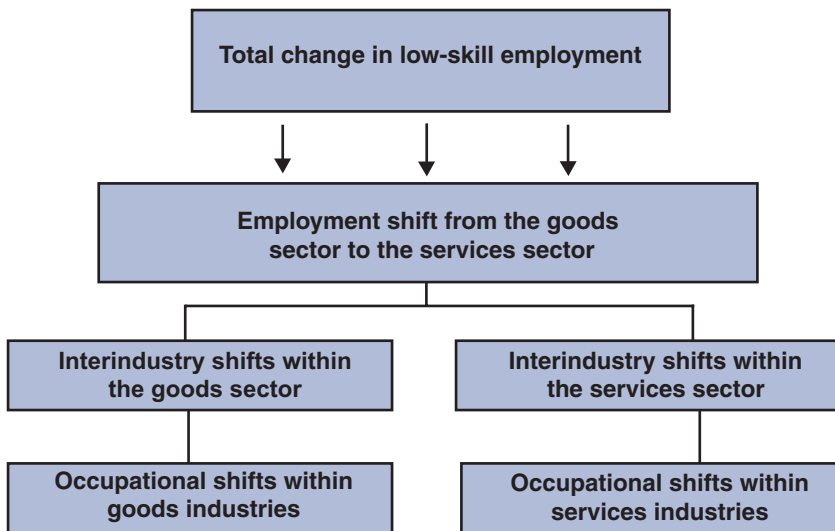 Total change in low-skill employment
Employment shift from the goods
sector to the services sector
Interindustry shifts within
the goods sector
Interindustry shifts within
the services sector
Occupational shifts within
goods industries
Occupational shifts within
services industries